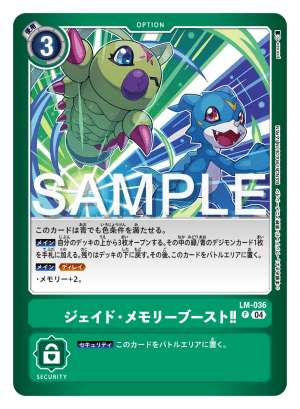 OPTION
3
SAMPLE
このカードは青でも色条件を満たせる。
メイン 自分のデッキの上から3枚オープンする。その中の緑/青のデジモンカード1枚
を手札に加える。残りはデッキの下に戻す。その後、このカードをバトルエリアに置く。
メイン ディレイ
・メモリー+2。
LM-036
P 04
ジェイド・メモリーブースト!!
セキュリティ このカードをバトルエリアに置く。
SECURITY